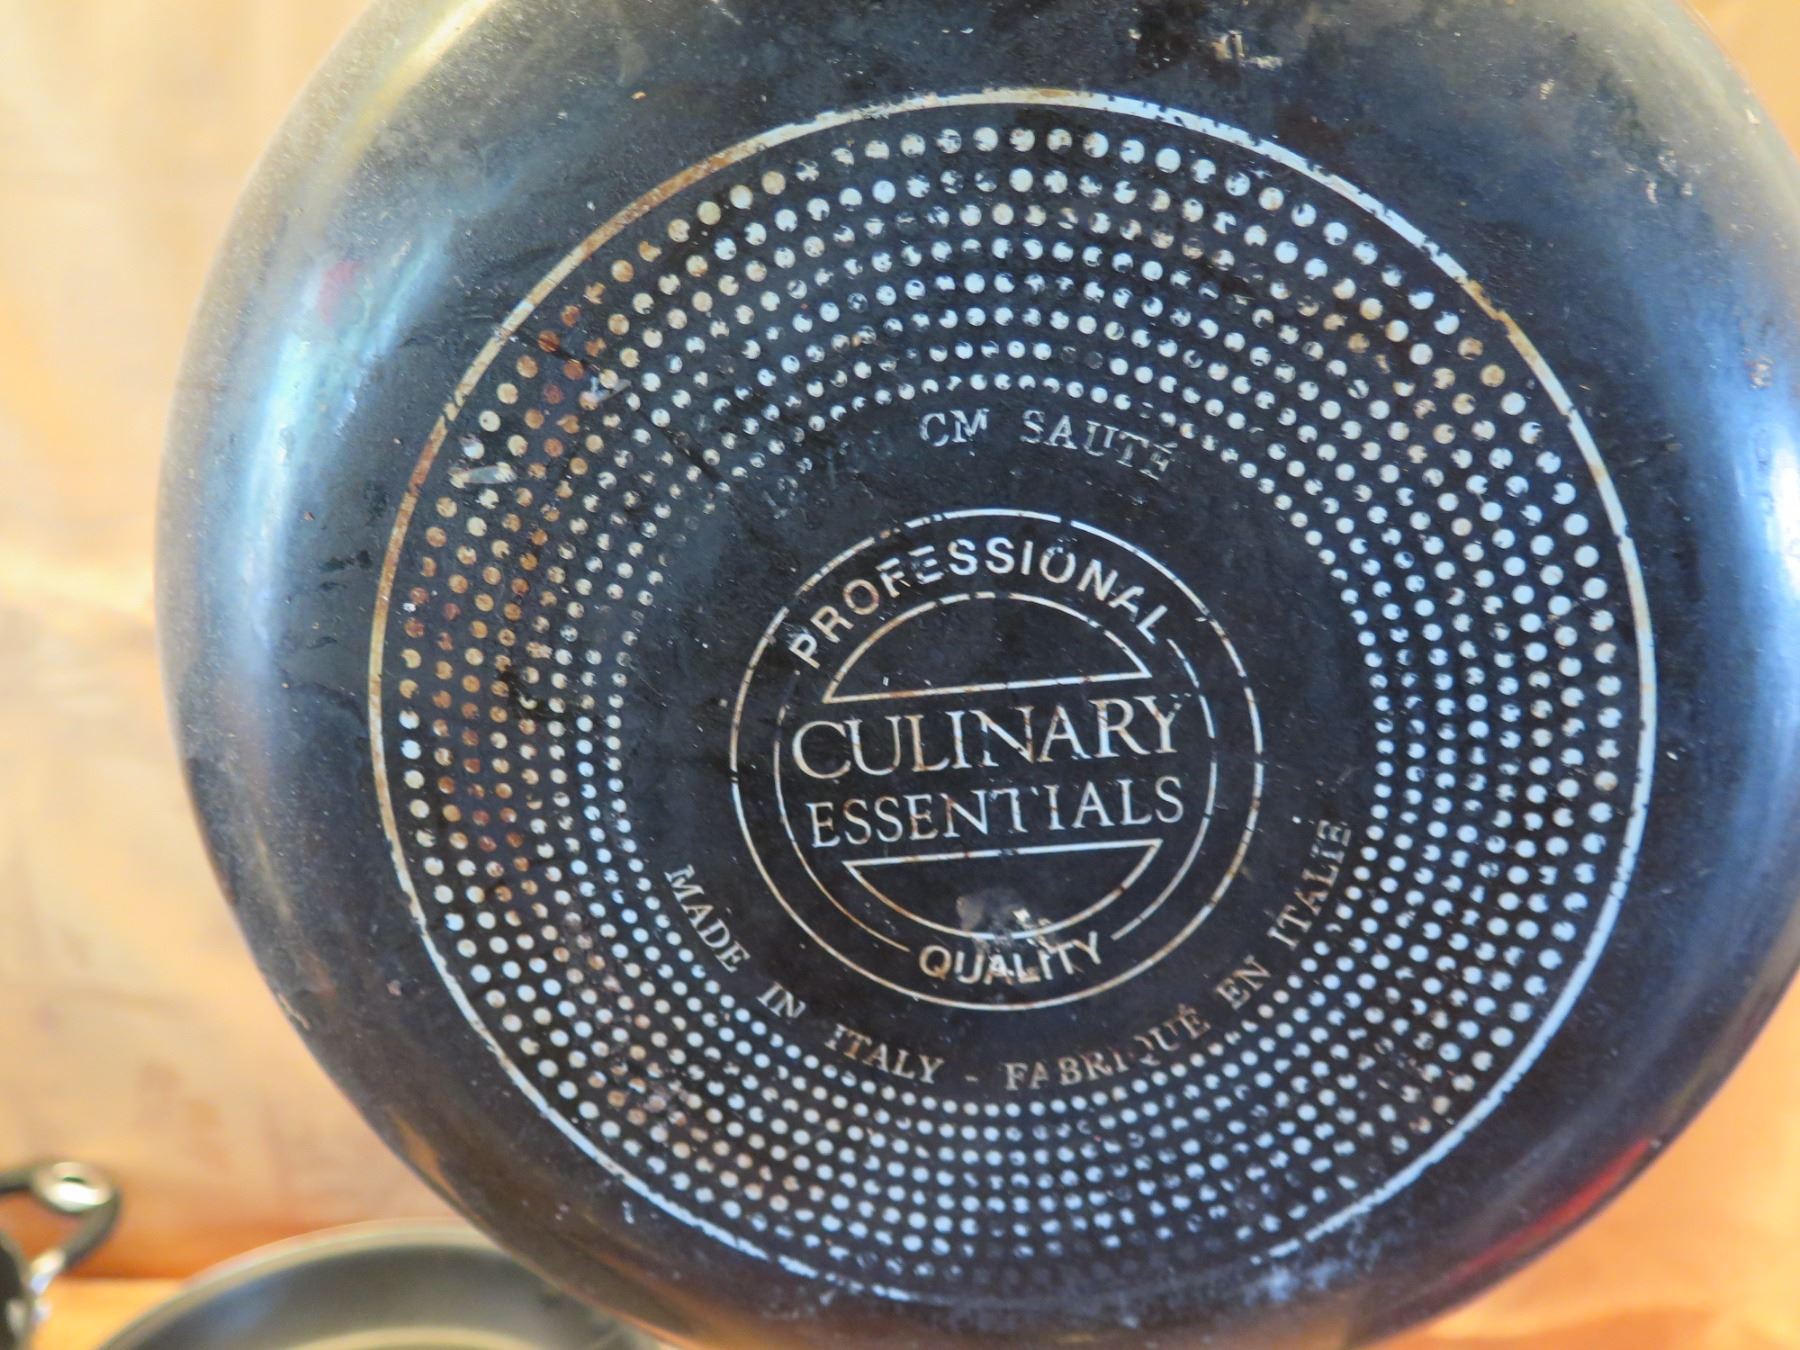 CM SAUTÉ
PROFESSIONAL
CULINARY
ESSENTIALS
QUALITY
MADE IN ITALY - FABRIQUÉ EN ITALIE